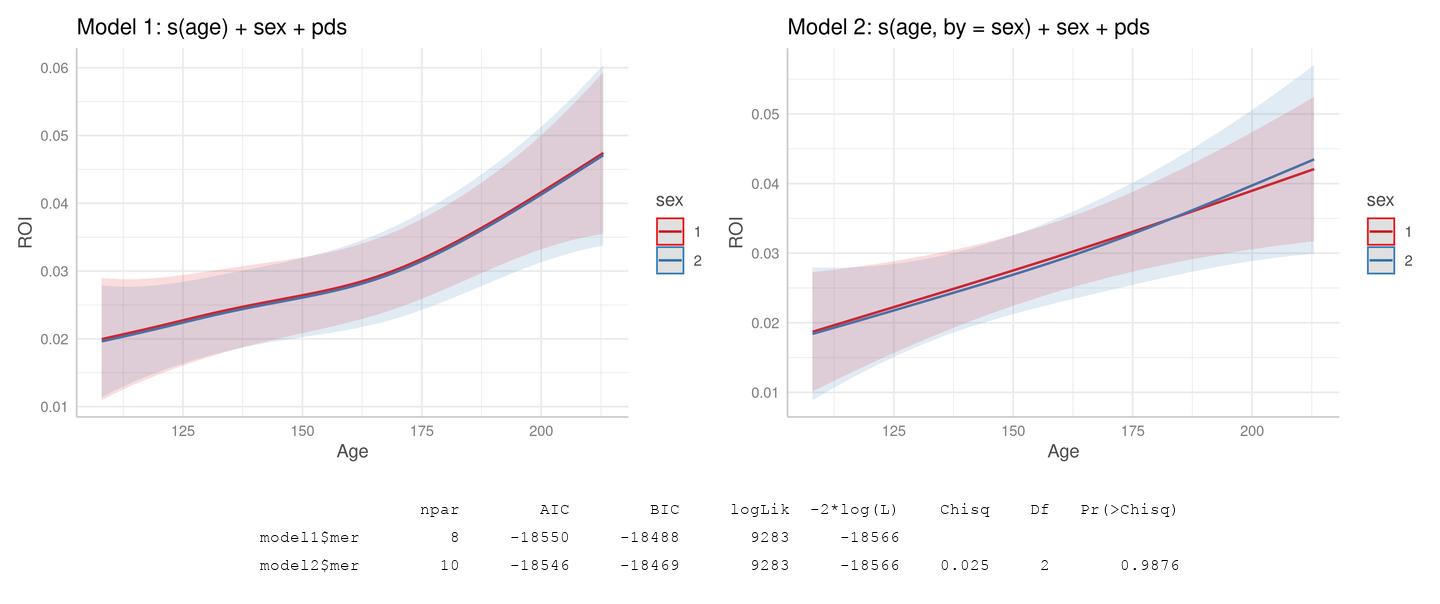 Model 1: s(age) + sex + pds
0.06
0.05
0.04
0.03
0.02
0.01
ROI
125 150 175 200
Age
sex
1
2
Model 2: s(age, by = sex) + sex + pds
0.05
0.04
0.03
0.02
0.01
ROI
125 150 175 200
Age
sex
1
2
npar AIC BIC logLik -2*log(L) Chisq Df Pr(>Chisq)
model1$mer 8 -18550 -18488 9283 -18566
model2$mer 10 -18546 -18469 9283 -18566 0.025 2 0.9876